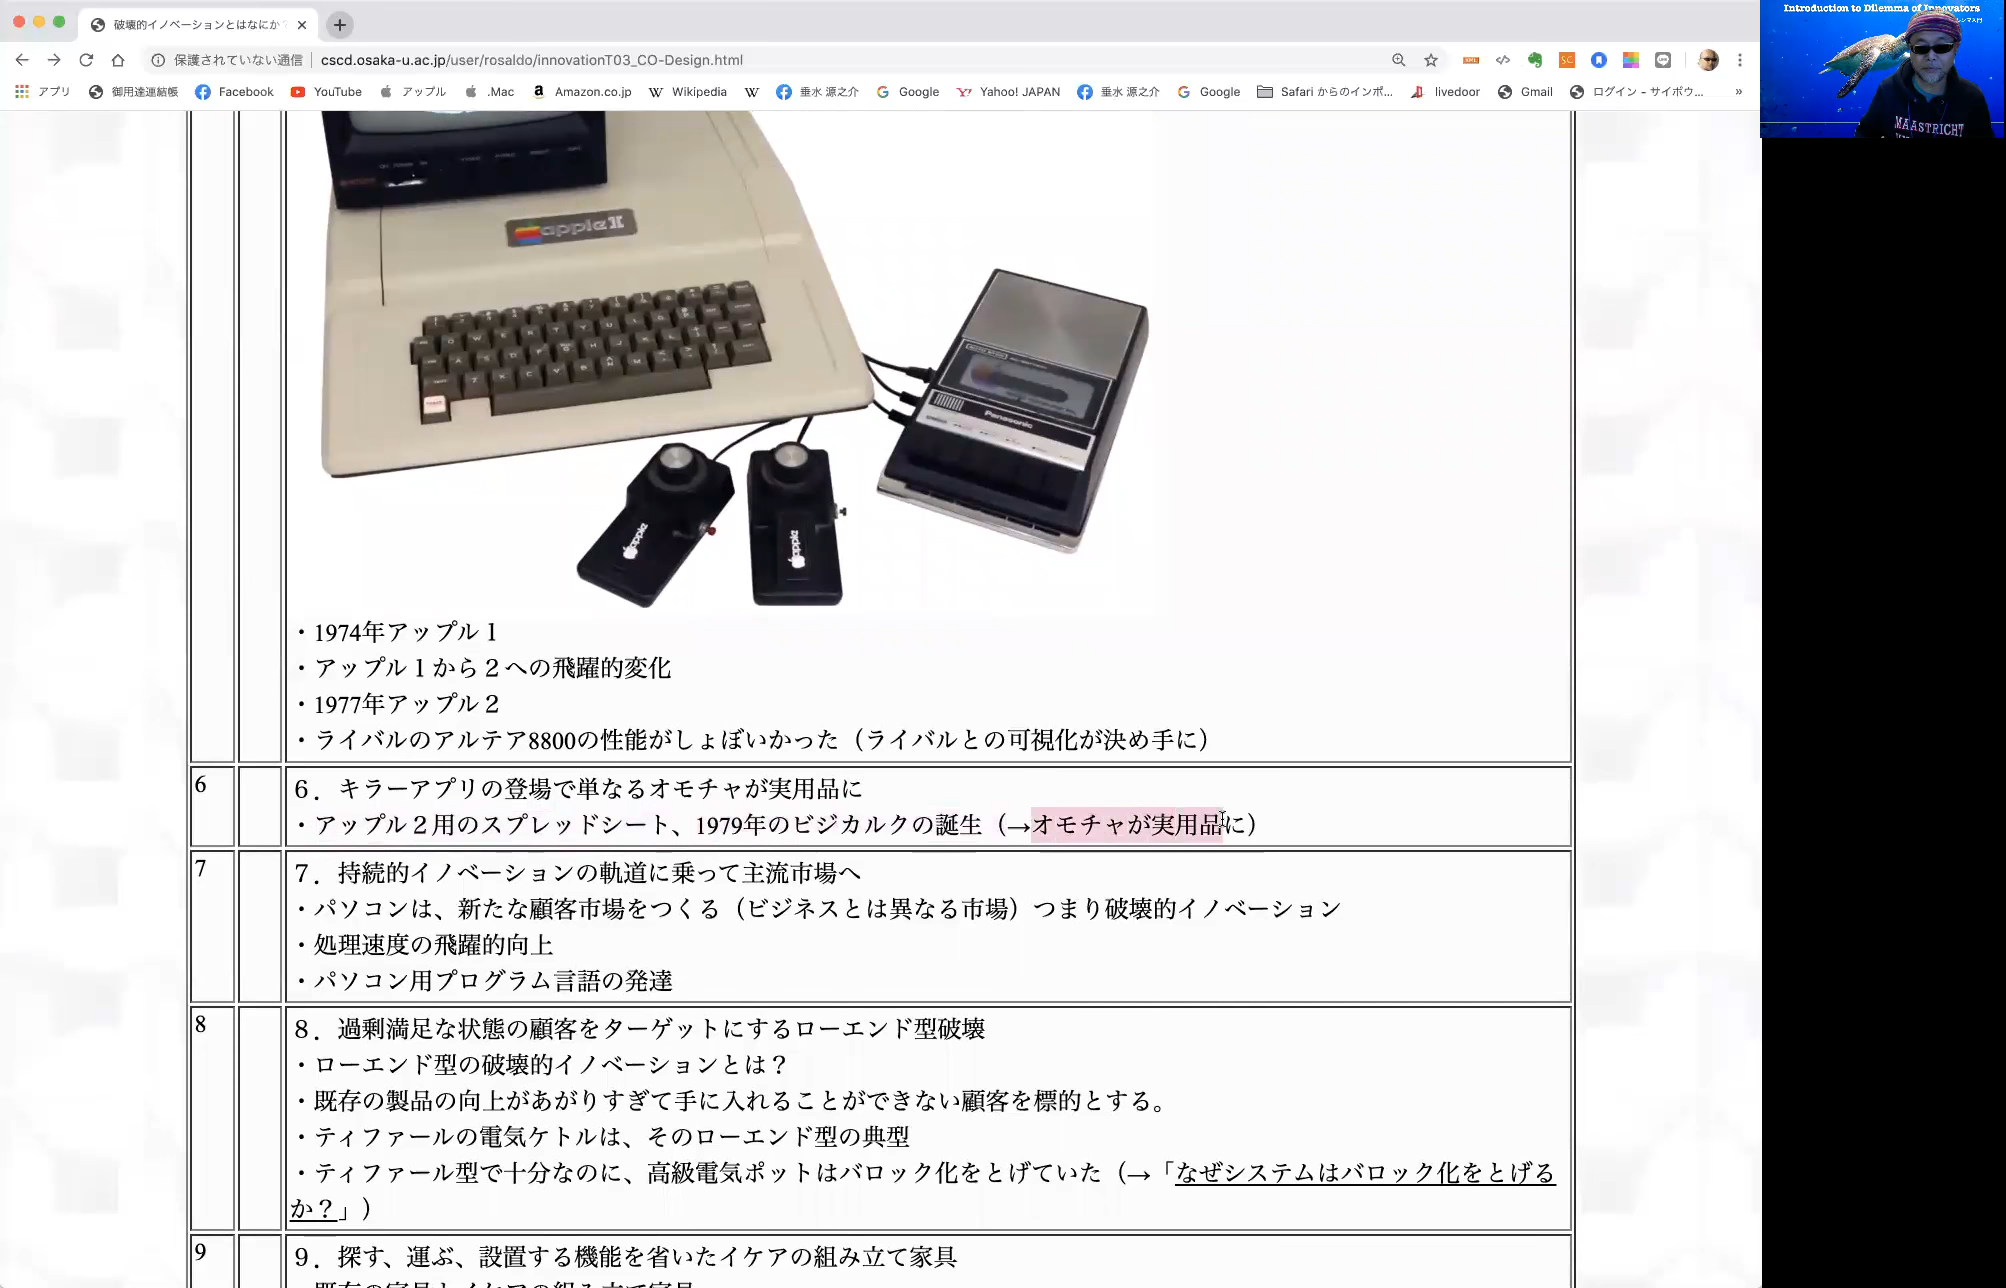 破壊的イノベーションとはなにか
保護されていない通信 | cscd.osaka-u.ac.jp/user/rosaldo/innovationT03_CO-Design.html
アプリ 御用達連結帳 Facebook YouTube アップル .Mac Amazon.co.jp Wikipedia 垂水 源之介 Google Yahoo! JAPAN 垂水 源之介 Google Safari からのインポ... livedoor Gmail ログイン - サイボウ... »
Introduction to Dilemma of Innovators
MAASTRICHT
apple II
Panasonic
・1974年アップル１
・アップル１から２への飛躍的変化
・1977年アップル２
・ライバルのアルテア8800の性能がしょぼいかった（ライバルとの可視化が決め手に）
6
６．キラーアプリの登場で単なるオモチャが実用品に
・アップル２用のスプレッドシート、1979年のビジカルクの誕生（→オモチャが実用品に）
7
７．持続的イノベーションの軌道に乗って主流市場へ
・パソコンは、新たな顧客市場をつくる（ビジネスとは異なる市場）つまり破壊的イノベーション
・処理速度の飛躍的向上
・パソコン用プログラム言語の発達
8
８．過剰満足な状態の顧客をターゲットにするローエンド型破壊
・ローエンド型の破壊的イノベーションとは？
・既存の製品の向上があがりすぎて手に入れることができない顧客を標的とする。
・ティファールの電気ケトルは、そのローエンド型の典型
・ティファール型で十分なのに、高級電気ポットはバロック化をとげていた（→「なぜシステムはバロック化をとげる
か？」）
9
９．探す、運ぶ、設置する機能を省いたイケアの組み立て家具